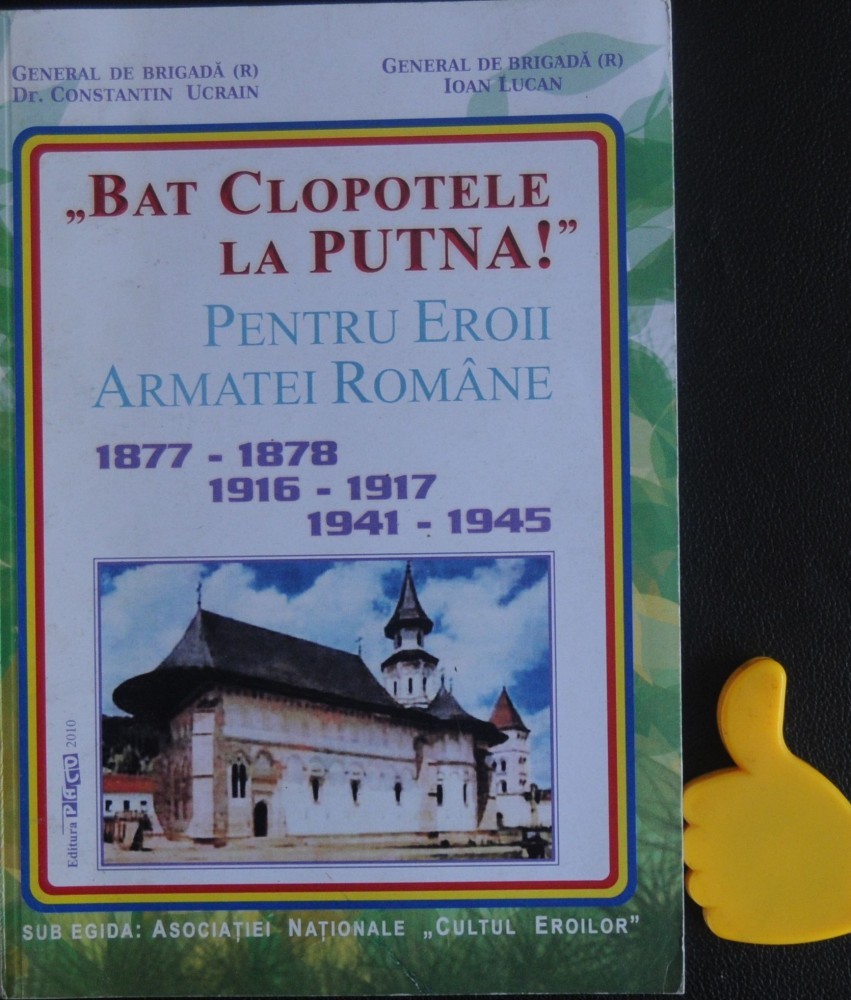 GENERAL DE BRIGADĂ (R)
DR. CONSTANTIN UCRAIN
GENERAL DE BRIGADĂ (R)
IOAN LUCAN
„BAT CLOPOTELE
LA PUTNA!”
PENTRU EROII
ARMATEI ROMÂNE
1877 - 1878
1916 - 1917
1941 - 1945
Editura PACO 2010
SUB EGIDA: ASOCIAȚIEI NAȚIONALE „CULTUL EROILOR”